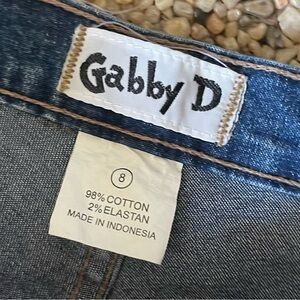 Gabby D
8
98% COTTON
2% ELASTAN
MADE IN INDONESIA